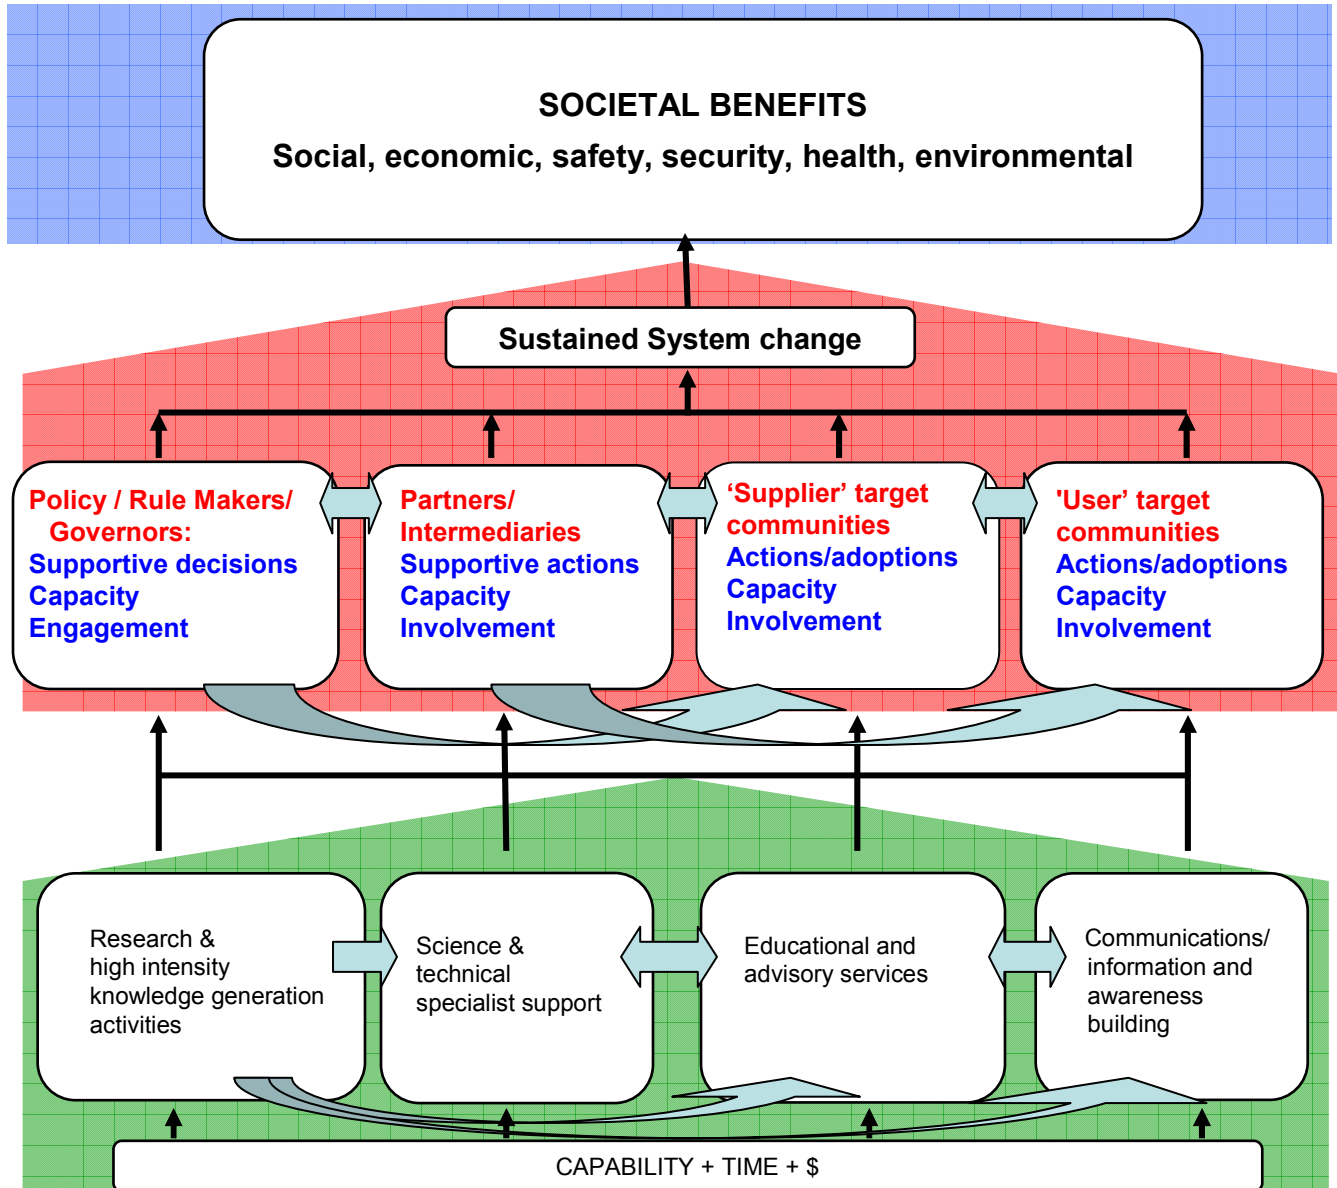 SOCIETAL BENEFITS
Social, economic, safety, security, health, environmental
Sustained System change
Policy / Rule Makers/
Governors:
Supportive decisions
Capacity
Engagement
Partners/
Intermediaries
Supportive actions
Capacity
Involvement
‘Supplier’ target
communities
Actions/adoptions
Capacity
Involvement
'User’ target
communities
Actions/adoptions
Capacity
Involvement
Research &
high intensity
knowledge generation
activities
Science &
technical
specialist support
Educational and
advisory services
Communications/
information and
awareness
building
CAPABILITY + TIME + $